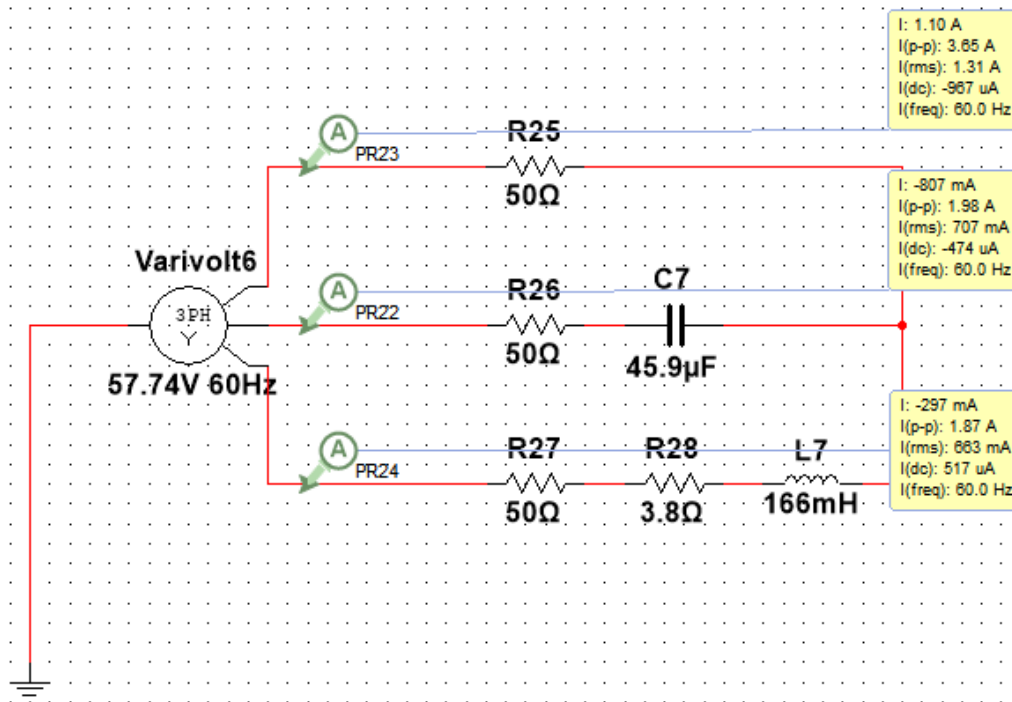 I: 1.10 A
I(p-p): 3.65 A
I(rms): 1.31 A
I(dc): -967 uA
I(freq): 60.0 Hz
A
PR23
R25
50Ω
I: -807 mA
I(p-p): 1.98 A
I(rms): 707 mA
I(dc): -474 uA
I(freq): 60.0 Hz
Varivolt6
3PH
Y
57.74V 60Hz
A
PR22
R26
50Ω
C7
45.9µF
I: -297 mA
I(p-p): 1.87 A
I(rms): 663 mA
I(dc): 517 uA
I(freq): 60.0 Hz
A
PR24
R27
50Ω
R28
3.8Ω
L7
166mH